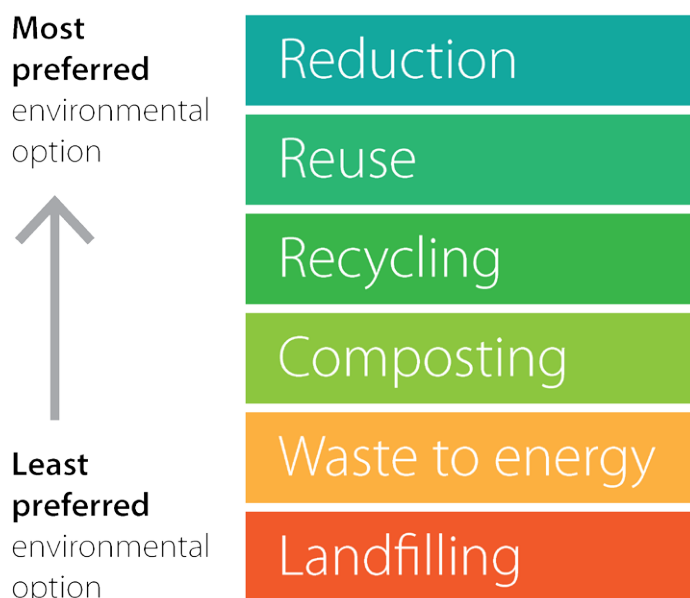 Most
preferred
environmental
option
Least
preferred
environmental
option
Reduction
Reuse
Recycling
Composting
Waste to energy
Landfilling